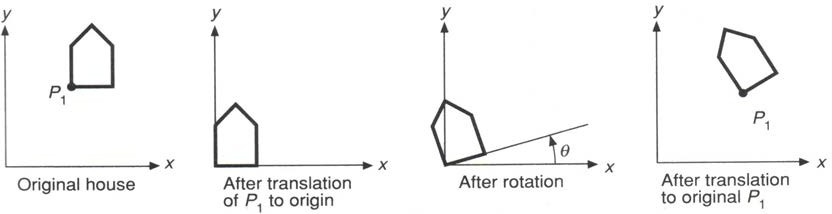 y
P1
x
Original house
y
x
After translation
of P1 to origin
y
θ
x
After rotation
y
P1
x
After translation
to original P1